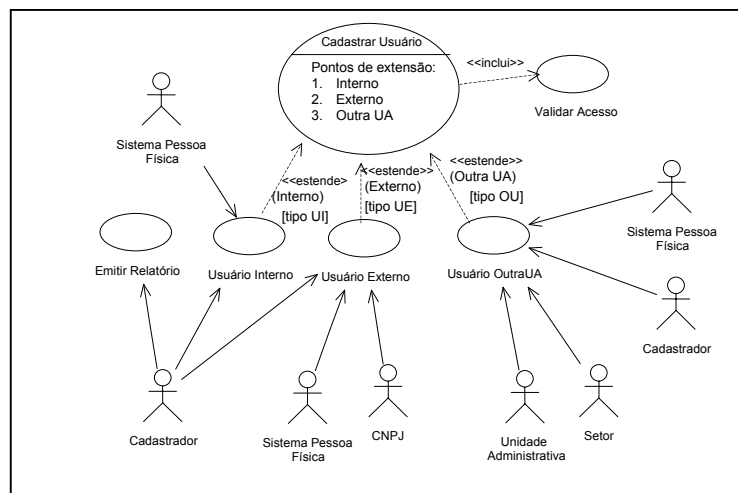 Cadastrar Usuário
Pontos de extensão:
1. Interno
2. Externo
3. Outra UA
<<inclui>>
Validar Acesso
Sistema Pessoa
Física
<<estende>
(Interno)
[tipo UI]
<<estende>>
(Externo)
[tipo UE]
<<estende>>
(Outra UA)
[tipo OU]
Sistema Pessoa
Física
Emitir Relatório
Usuário Interno
Usuário Externo
Usuário OutraUA
Cadastrador
Cadastrador
Sistema Pessoa
Física
CNPJ
Unidade
Administrativa
Setor